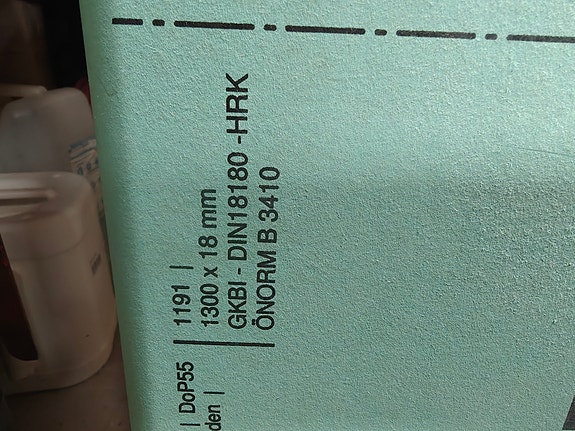 | DoP55 | 1191 |
den | 1300 x 18 mm
GKBI - DIN18180 -HRK
ÖNORM B 3410